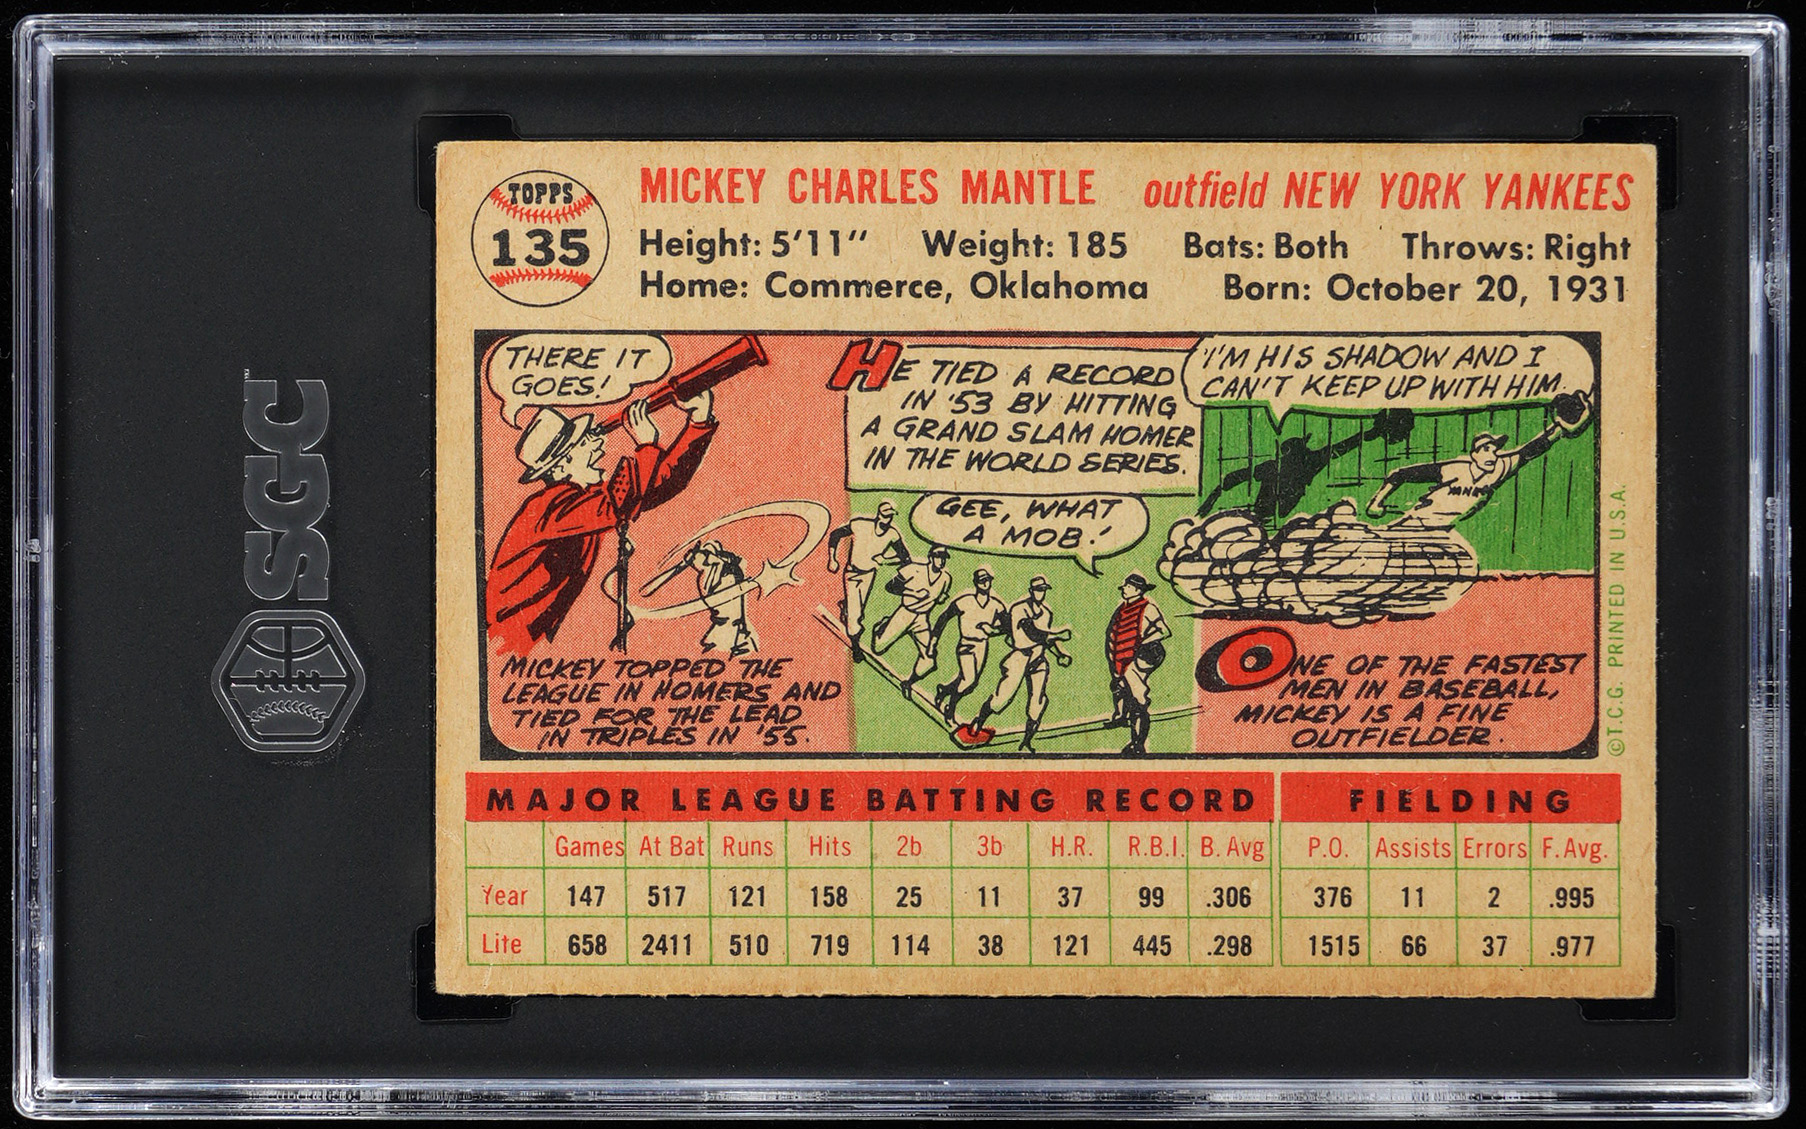 TOPPS
135
MICKEY CHARLES MANTLE outfield NEW YORK YANKEES
Height: 5'11" Weight: 185 Bats: Both Throws: Right
Home: Commerce, Oklahoma Born: October 20, 1931
THERE IT
GOES!
MICKEY TOPPED THE
LEAGUE IN HOMERS AND
TIED FOR THE LEAD
IN TRIPLES IN '55.
HE TIED A RECORD
IN '53 BY HITTING
A GRAND SLAM HOMER
IN THE WORLD SERIES.
GEE, WHAT
A MOB!
I'M HIS SHADOW AND I
CAN'T KEEP UP WITH HIM.
YANKS
ONE OF THE FASTEST
MEN IN BASEBALL,
MICKEY IS A FINE
OUTFIELDER.
©T.C.G. PRINTED IN U.S.A.
MAJOR LEAGUE BATTING RECORD FIELDING
Games At Bat Runs Hits 2b 3b H.R. R.B.I. B. Avg P.O. Assists Errors F. Avg.
Year 147 517 121 158 25 11 37 99 .306 376 11 2 .995
Life 658 2411 510 719 114 38 121 445 .298 1515 66 37 .977
SGC